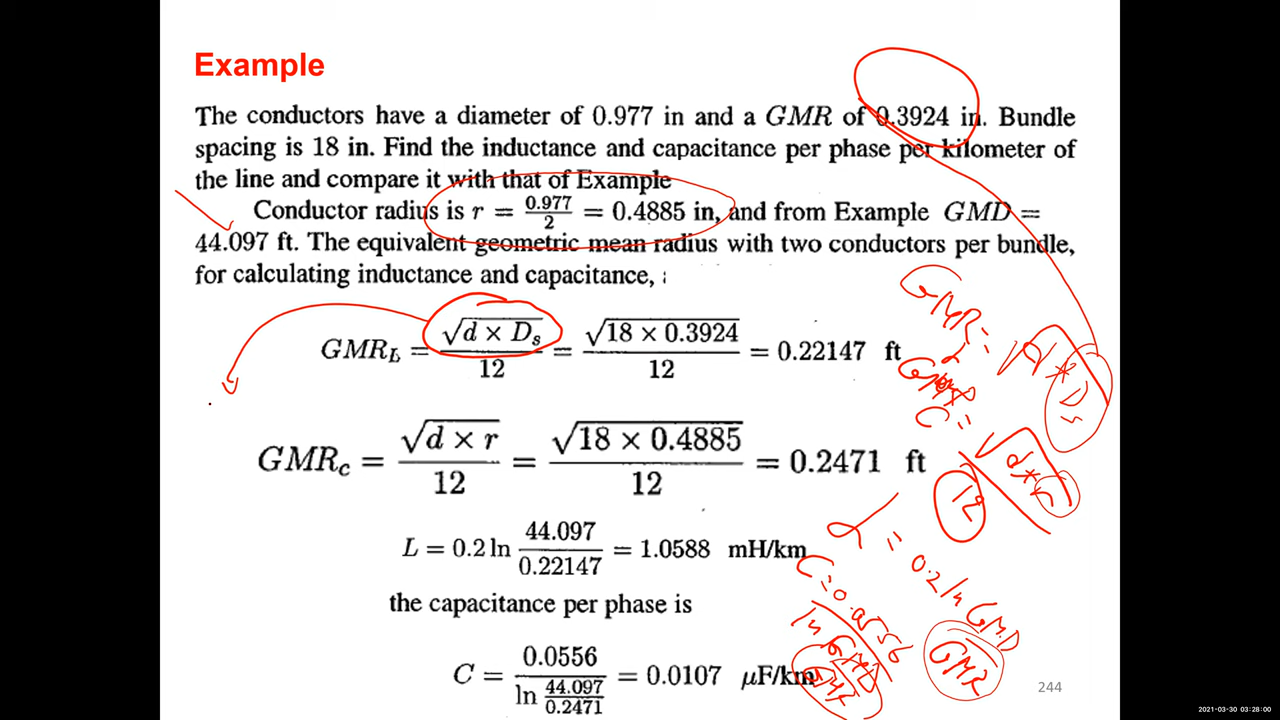 Example
The conductors have a diameter of 0.977 in and a GMR of 0.3924 in. Bundle
spacing is 18 in. Find the inductance and capacitance per phase per kilometer of
the line and compare it with that of Example
Conductor radius is r = 0.977/2 = 0.4885 in, and from Example GMD =
44.097 ft. The equivalent geometric mean radius with two conductors per bundle,
for calculating inductance and capacitance,
GMR_L = √(d × D_s)/12 = √(18 × 0.3924)/12 = 0.22147 ft
GMR_L = √(d * Ds)
GMR_c = √(d × r)/12 = √(18 × 0.4885)/12 = 0.2471 ft
C = √(d*r)/12
L = 0.2 ln 44.097/0.22147 = 1.0588 mH/km
L = 0.2 ln GMD/GMR
the capacitance per phase is
C = 0.0556/ln GMD/GMR
C = 0.0556/(ln 44.097/0.2471) = 0.0107 μF/km
244
2021-03-30 03:28:00